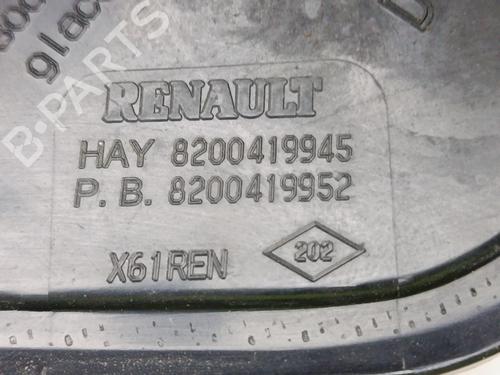 RENAULT
HAY 8200419945
P. B. 8200419952
X61REN
202
B-PARTS